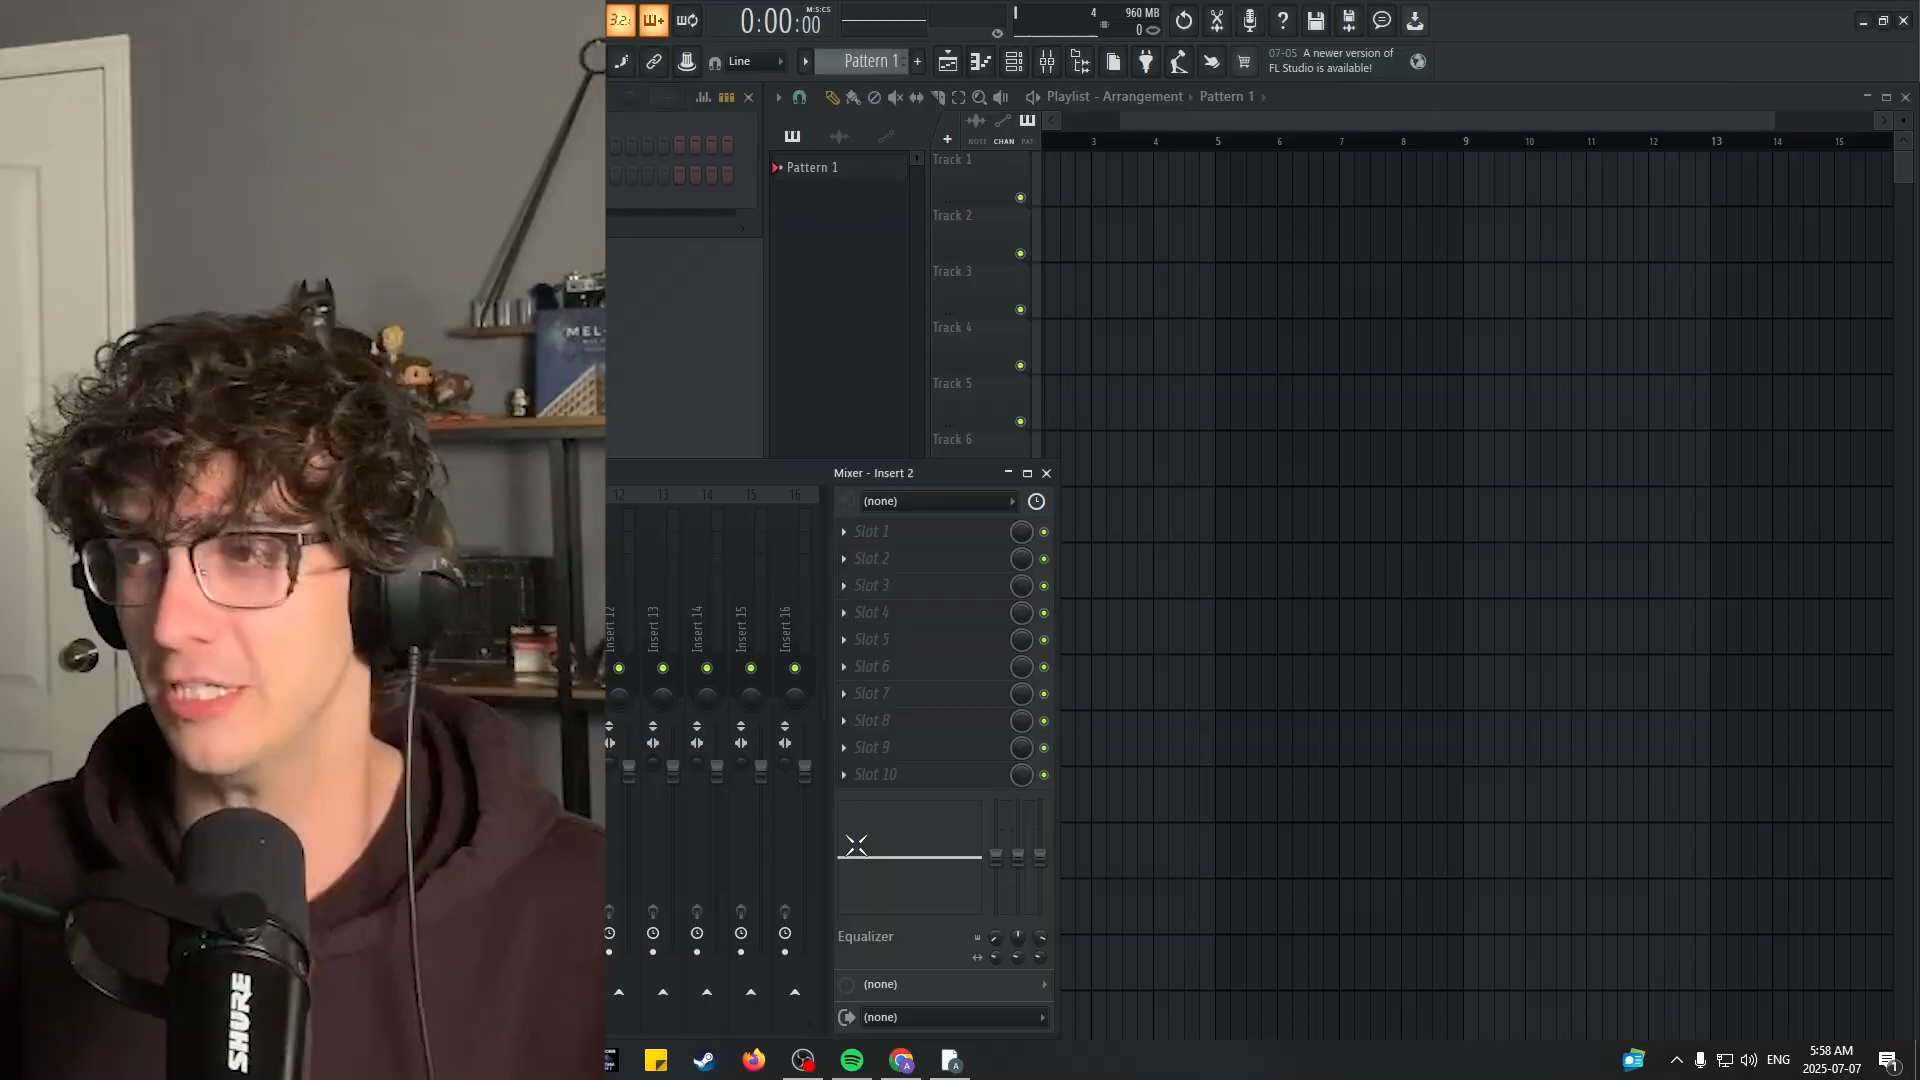 3.2.
0:00:00
M:S:CS
4
960 MB
0
Line
Pattern 1
07-05 A newer version of
FL Studio is available!
Playlist - Arrangement
Pattern 1
NOTE CHAN PAT
3 4 5 6 7 8 9 10 11 12 13 14 15
Pattern 1
Track 1
Track 2
Track 3
Track 4
Track 5
Track 6
MEL
Mixer - Insert 2
12 13 14 15 16
(none)
Slot 1
Slot 2
Slot 3
Slot 4
Slot 5
Slot 6
Slot 7
Slot 8
Slot 9
Slot 10
Insert 12
Insert 13
Insert 14
Insert 15
Insert 16
Equalizer
(none)
(none)
SHURE
ENG
5:58 AM
2025-07-07
1